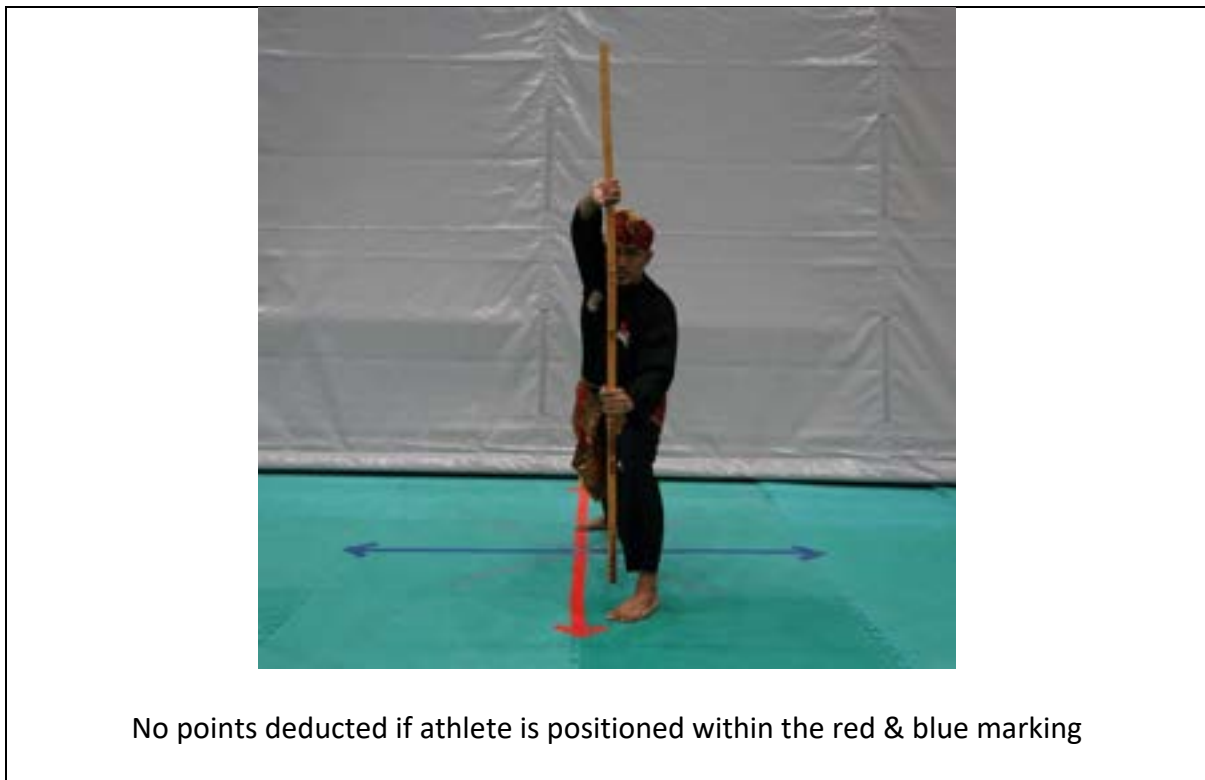 No points deducted if athlete is positioned within the red & blue marking